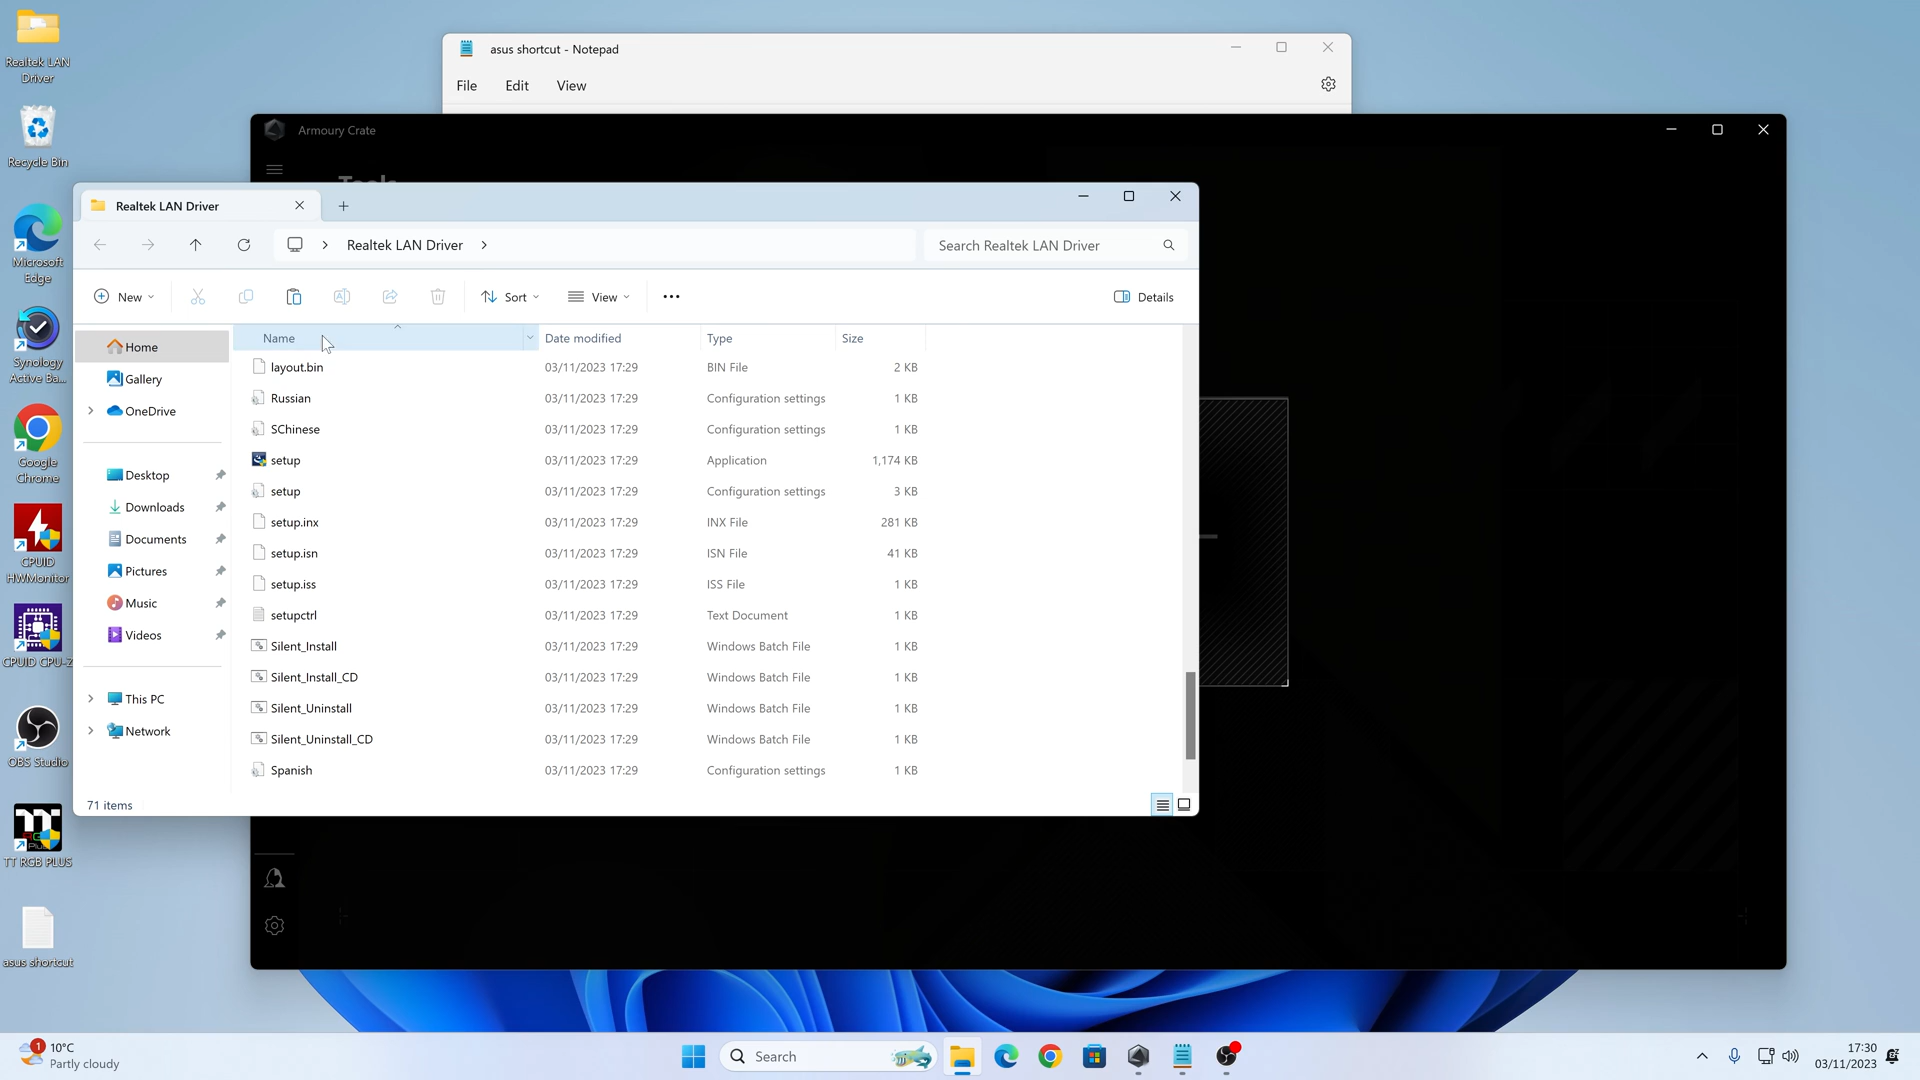 Realtek LAN
Driver
Recycle Bin
Microsoft
Edge
Synology
Active Ba...
Google
Chrome
CPUID
HWMonitor
CPUID CPU-Z
OBS Studio
TT RGB PLUS
asus shortcut
asus shortcut - Notepad
File Edit View
Armoury Crate
Tools
Realtek LAN Driver
Realtek LAN Driver
Search Realtek LAN Driver
New Sort View Details
Home
Gallery
OneDrive
Desktop
Downloads
Documents
Pictures
Music
Videos
This PC
Network
Name Date modified Type Size
layout.bin 03/11/2023 17:29 BIN File 2 KB
Russian 03/11/2023 17:29 Configuration settings 1 KB
SChinese 03/11/2023 17:29 Configuration settings 1 KB
setup 03/11/2023 17:29 Application 1,174 KB
setup 03/11/2023 17:29 Configuration settings 3 KB
setup.inx 03/11/2023 17:29 INX File 281 KB
setup.isn 03/11/2023 17:29 ISN File 41 KB
setup.iss 03/11/2023 17:29 ISS File 1 KB
setupctrl 03/11/2023 17:29 Text Document 1 KB
Silent_Install 03/11/2023 17:29 Windows Batch File 1 KB
Silent_Install_CD 03/11/2023 17:29 Windows Batch File 1 KB
Silent_Uninstall 03/11/2023 17:29 Windows Batch File 1 KB
Silent_Uninstall_CD 03/11/2023 17:29 Windows Batch File 1 KB
Spanish 03/11/2023 17:29 Configuration settings 1 KB
71 items
1
10°C
Partly cloudy
Search
17:30
03/11/2023